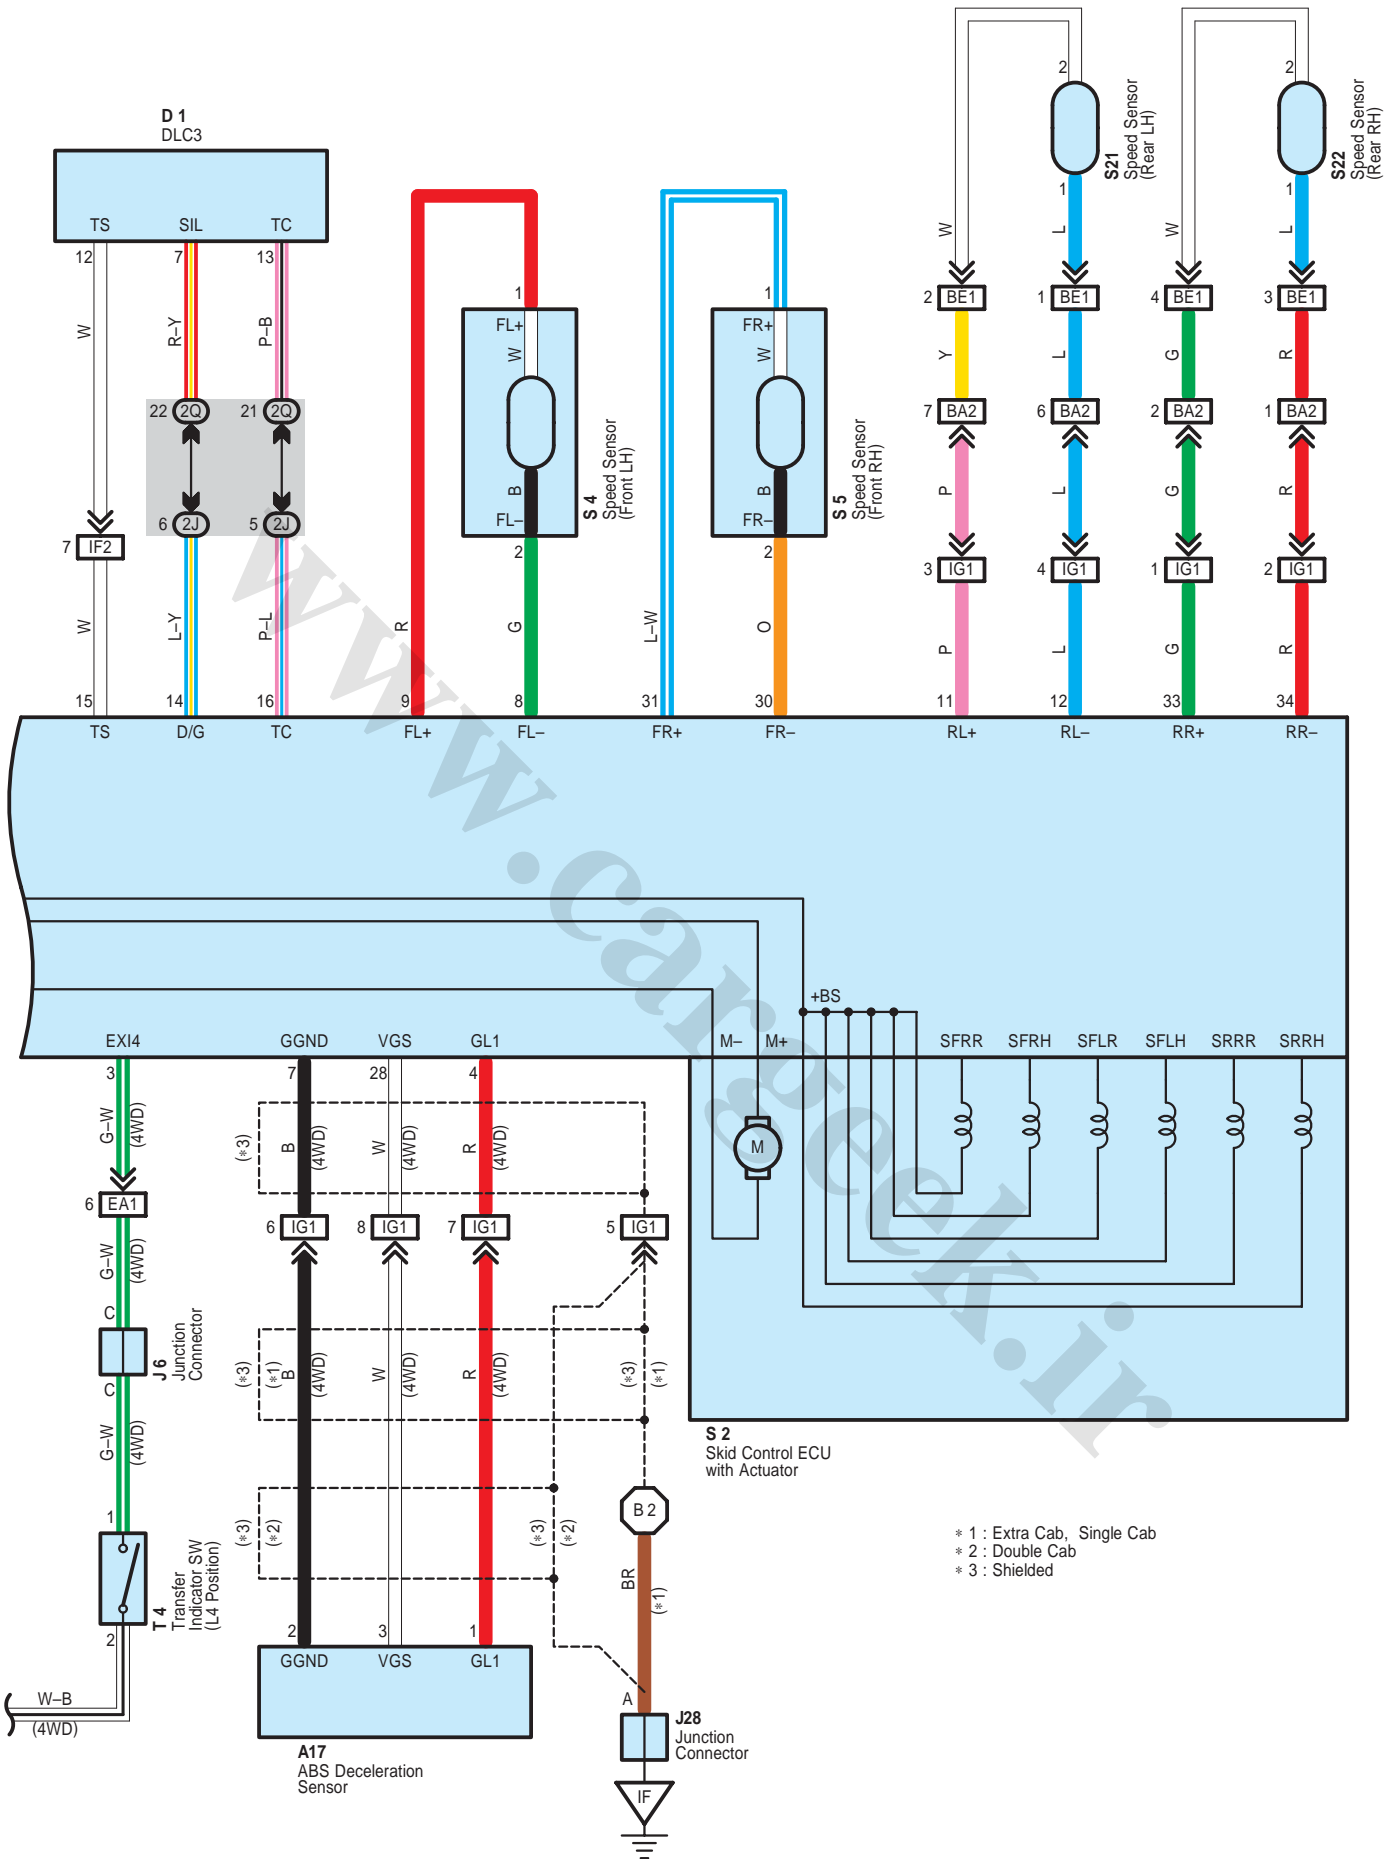 D 1
DLC3
TS SIL TC
12 7 13
W R–Y P–B
22 2Q 21 2Q
6 2J 5 2J
7 IF2
W L–Y P–L
15 14 16
TS D/G TC
1
FL+
W
B
FL–
2
S 4
Speed Sensor
(Front LH)
R G
9 8
FL+ FL–
1
FR+
W
B
FR–
2
S 5
Speed Sensor
(Front RH)
L–W O
31 30
FR+ FR–
2
S21
Speed Sensor
(Rear LH)
1
2
S22
Speed Sensor
(Rear RH)
1
W L W L
2 BE1 1 BE1 4 BE1 3 BE1
Y L G R
7 BA2 6 BA2 2 BA2 1 BA2
P L G R
3 IG1 4 IG1 1 IG1 2 IG1
P L G R
11 12 33 34
RL+ RL– RR+ RR–
+BS
EXI4 GGND VGS GL1 M– M+ SFRR SFRH SFLR SFLH SRRR SRRH
3 7 28 4
G–W (4WD)
(*3) B (4WD) W (4WD) R (4WD)
M
6 EA1
6 IG1 8 IG1 7 IG1 5 IG1
G–W (4WD)
C
J 6
Junction
Connector
C
(*3) (*1) B (4WD) W (4WD) R (4WD) (*3) (*1)
G–W (4WD)
S 2
Skid Control ECU
with Actuator
B 2
1
(*3) (*2) (*3) (*2)
* 1 : Extra Cab, Single Cab
* 2 : Double Cab
* 3 : Shielded
T 4
Transfer
Indicator SW
(L4 Position)
BR (*1)
2
2 3 1
GGND VGS GL1
W–B
(4WD)
A
J28
Junction
Connector
A17
ABS Deceleration
Sensor
IF
www.cargeek.ir